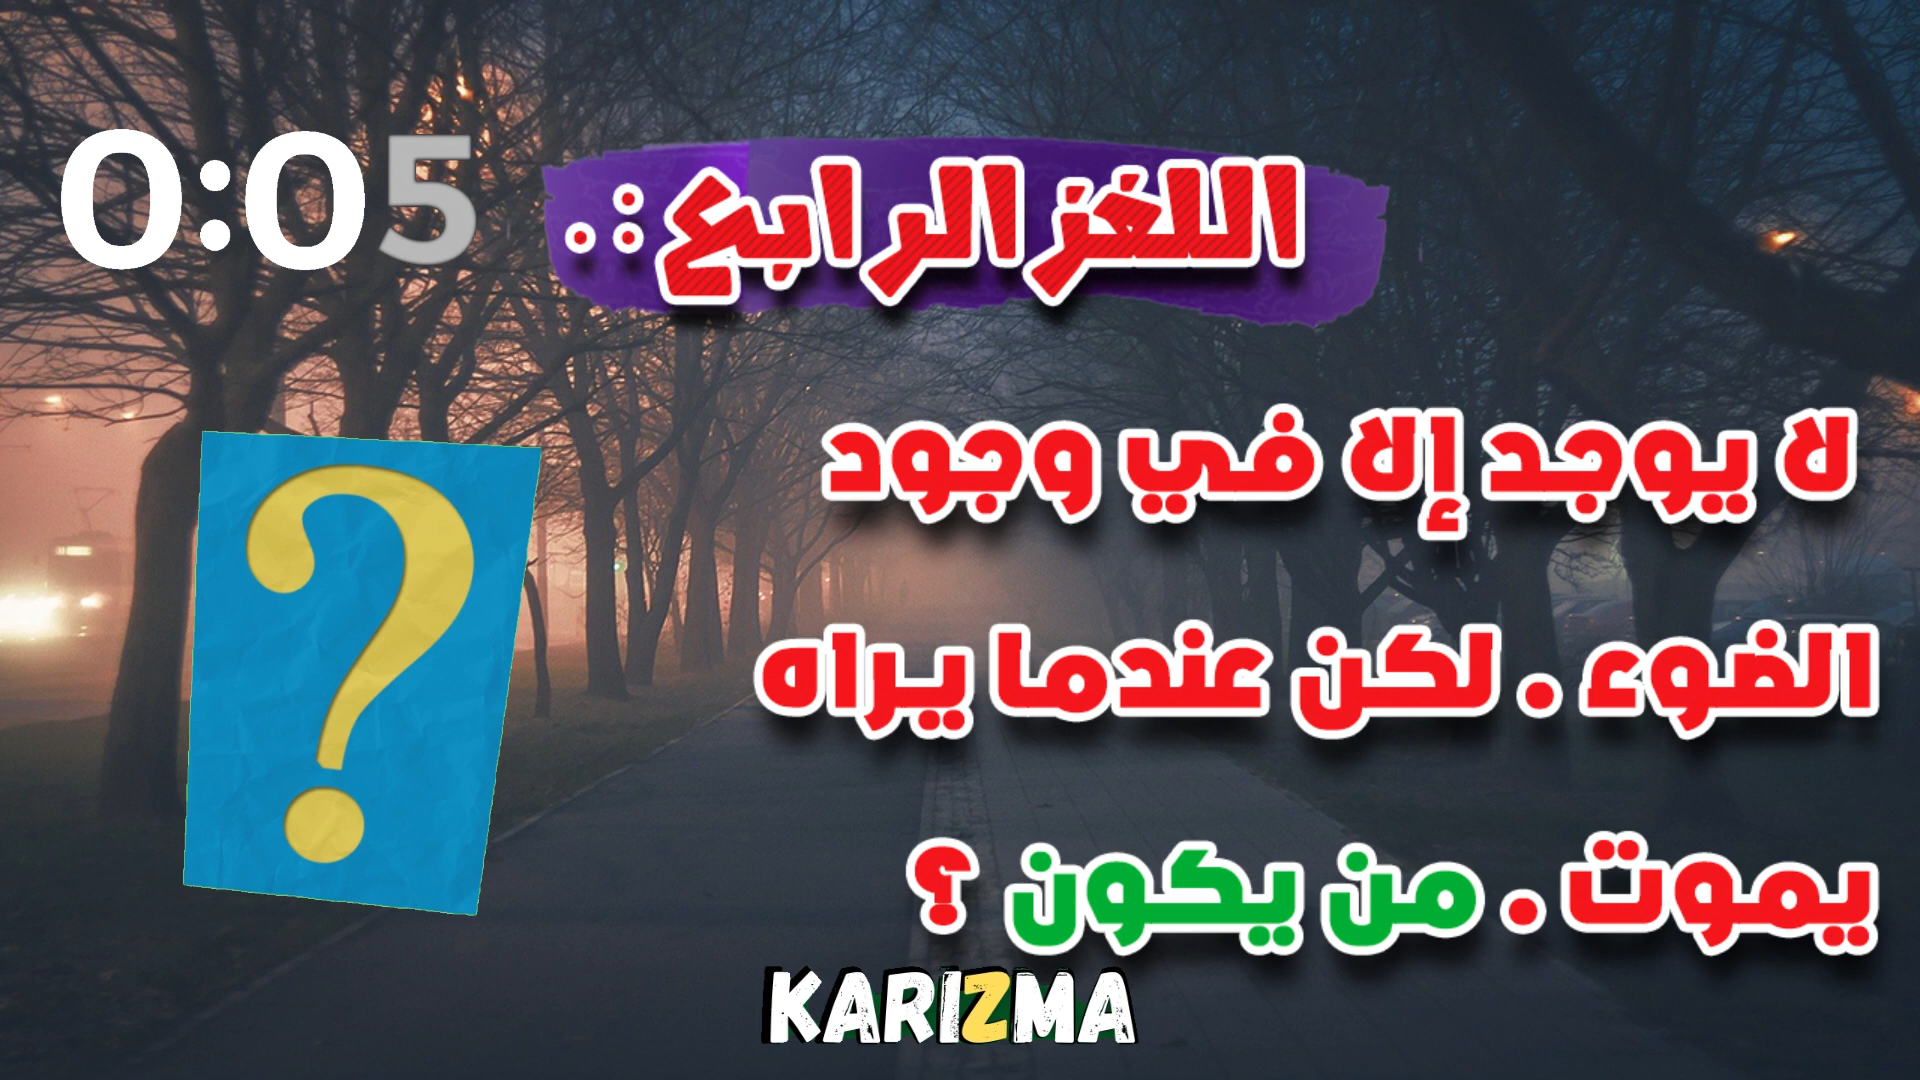 0:05
اللغز الرابع :.
لا يوجد إلا في وجود
الضوء . لكن عندما يراه
يموت . من يكون ؟
KARIZMA